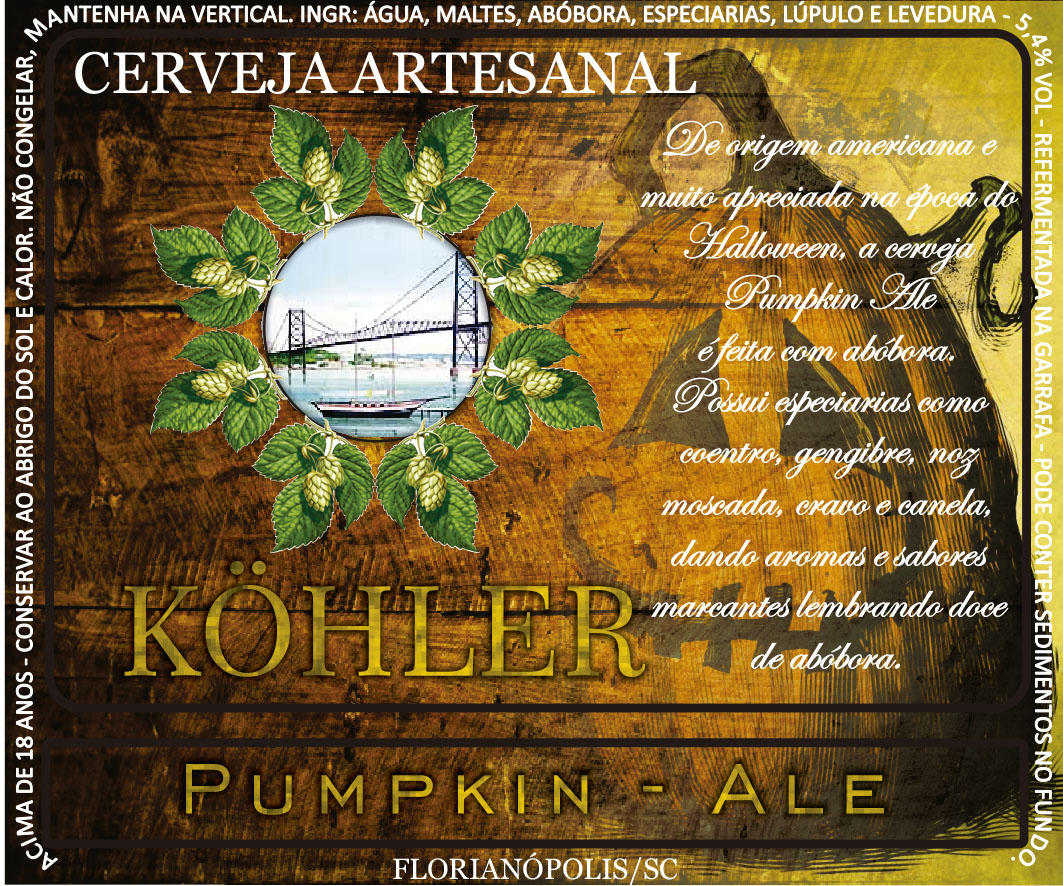 ACIMA DE 18 ANOS - CONSERVAR AO ABRIGO DO SOL E CALOR. NÃO CONGELAR, MANTENHA NA VERTICAL. INGR: ÁGUA, MALTES, ABÓBORA, ESPECIARIAS, LÚPULO E LEVEDURA - 5,4% VOL - REFERMENTADA NA GARRAFA - PODE CONTER SEDIMENTOS NO FUNDO.
CERVEJA ARTESANAL
De origem americana e
muito apreciada na época do
Halloween, a cerveja
Pumpkin Ale
é feita com abóbora.
Possui especiarias como
coentro, gengibre, noz
moscada, cravo e canela,
dando aromas e sabores
marcantes lembrando doce
de abóbora.
KÖHLER
PUMPKIN - ALE
FLORIANÓPOLIS/SC